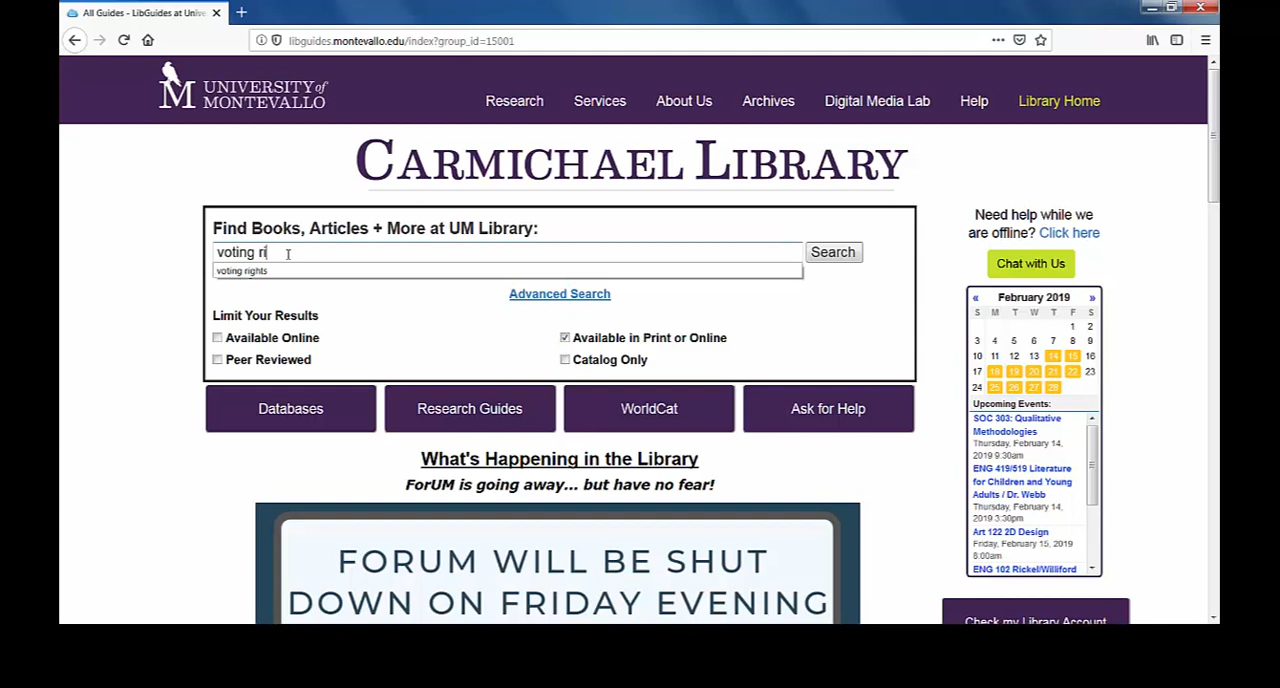 All Guides - LibGuides at Unive
libguides.montevallo.edu/index?group_id=15001
UNIVERSITY of
MONTEVALLO
Research
Services
About Us
Archives
Digital Media Lab
Help
Library Home
CARMICHAEL LIBRARY
Find Books, Articles + More at UM Library:
voting ri
Search
voting rights
Advanced Search
Limit Your Results
Available Online
Available in Print or Online
Peer Reviewed
Catalog Only
Databases
Research Guides
WorldCat
Ask for Help
What's Happening in the Library
ForUM is going away... but have no fear!
FORUM WILL BE SHUT
DOWN ON FRIDAY EVENING
Need help while we
are offline? Click here
Chat with Us
« February 2019 »
S M T W T F S
1 2
3 4 5 6 7 8 9
10 11 12 13 14 15 16
17 18 19 20 21 22 23
24 25 26 27 28
Upcoming Events:
SOC 303: Qualitative
Methodologies
Thursday, February 14,
2019 9:30am
ENG 419/519 Literature
for Children and Young
Adults / Dr. Webb
Thursday, February 14,
2019 3:30pm
Art 122 2D Design
Friday, February 15, 2019
8:00am
ENG 102 Rickel/Williford
Check my Library Account